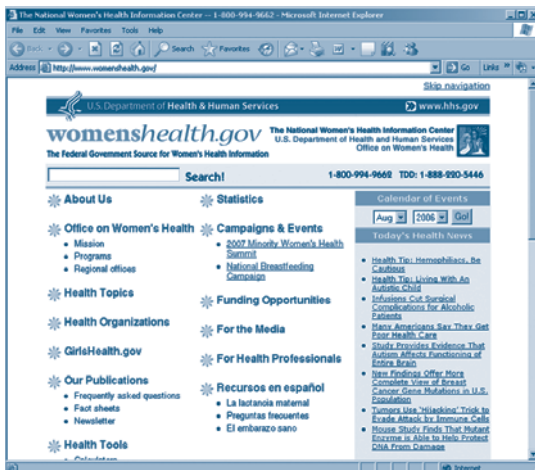 The National Women's Health Information Center -- 1-800-994-9662 - Microsoft Internet Explorer
File Edit View Favorites Tools Help
Back Search Favorites
Address http://www.womenshealth.gov/ Go Links »
Skip navigation
U.S. Department of Health & Human Services www.hhs.gov
womenshealth.gov
The Federal Government Source for Women's Health Information
The National Women's Health Information Center
U.S. Department of Health and Human Services
Office on Women's Health
Search! 1-800-994-9662 TDD: 1-888-220-5446
About Us
Office on Women's Health
• Mission
• Programs
• Regional offices
Health Topics
Health Organizations
GirlsHealth.gov
Our Publications
• Frequently asked questions
• Fact sheets
• Newsletter
Health Tools
• Calculators
Statistics
Campaigns & Events
• 2007 Minority Women's Health
Summit
• National Breastfeeding
Campaign
Funding Opportunities
For the Media
For Health Professionals
Recursos en español
• La lactancia maternal
• Preguntas frecuentes
• El embarazo sano
Calendar of Events
Aug 2006 Go!
Today's Health News
• Health Tip: Hemophiliacs, Be
Cautious
• Health Tip: Living With An
Autistic Child
• Infusions Cut Surgical
Complications for Alcoholic
Patients
• Many Americans Say They Get
Poor Health Care
• Study Provides Evidence That
Autism Affects Functioning of
Entire Brain
• New Findings Offer More
Complete View of Breast
Cancer Gene Mutations in U.S.
Population
• Tumors Use 'Hijacking' Trick to
Evade Attack by Immune Cells
• Mouse Study Finds That Mutant
Enzyme is Able to Help Protect
DNA From Damage
Internet